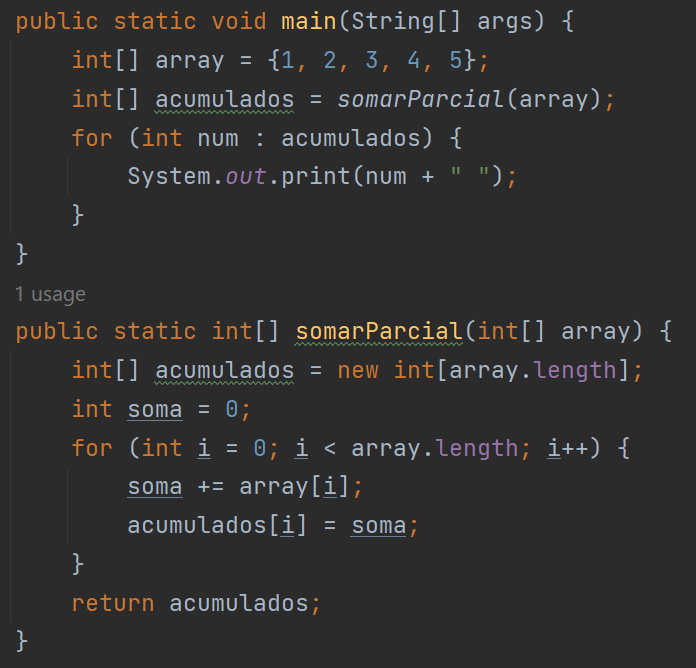 public static void main(String[] args) {
    int[] array = {1, 2, 3, 4, 5};
    int[] acumulados = somarParcial(array);
    for (int num : acumulados) {
        System.out.print(num + " ");
    }
}
1 usage
public static int[] somarParcial(int[] array) {
    int[] acumulados = new int[array.length];
    int soma = 0;
    for (int i = 0; i < array.length; i++) {
        soma += array[i];
        acumulados[i] = soma;
    }
    return acumulados;
}